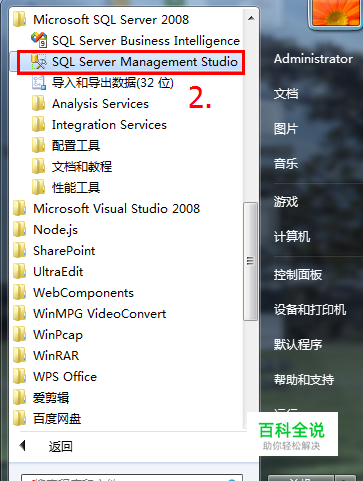 Microsoft SQL Server 2008
SQL Server Business Intelligence
SQL Server Management Studio
导入和导出数据(32 位)
2.
Analysis Services
Integration Services
配置工具
文档和教程
性能工具
Microsoft Visual Studio 2008
Node.js
SharePoint
UltraEdit
WebComponents
WinMPG VideoConvert
WinPcap
WinRAR
WPS Office
爱剪辑
百度网盘
返回
Administrator
文档
图片
音乐
游戏
计算机
控制面板
设备和打印机
默认程序
帮助和支持
百科全说
助你轻松解决